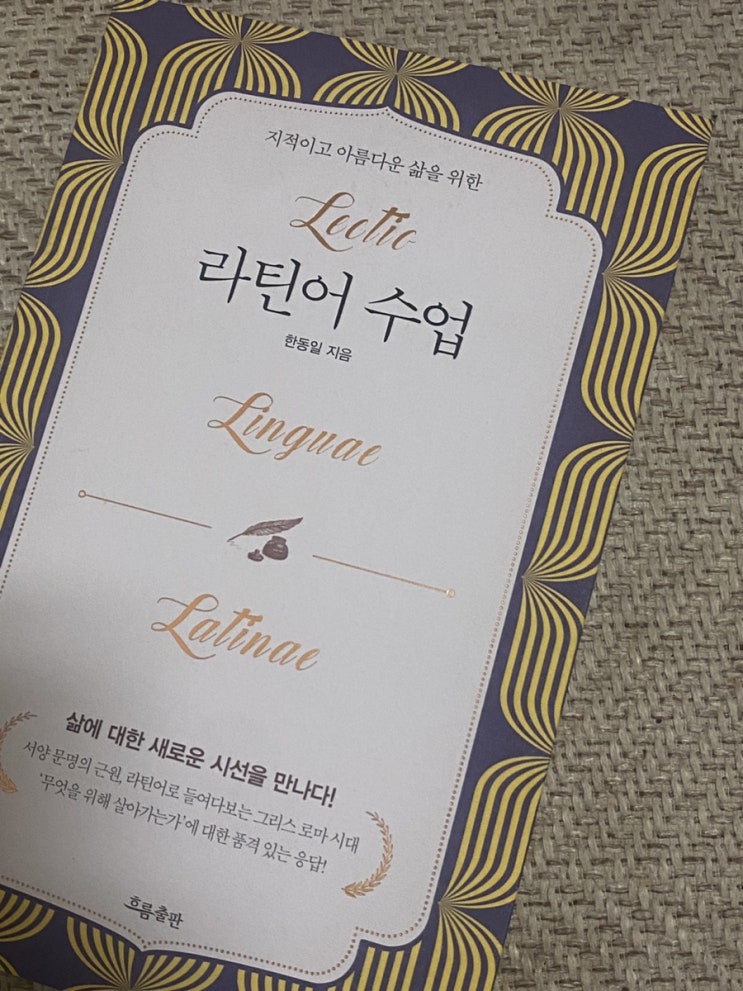 지적이고 아름다운 삶을 위한
Lectio
라틴어 수업
한동일 지음
Linguae
Latinae
삶에 대한 새로운 시선을 만나다!
서양 문명의 근원, 라틴어로 들여다보는 그리스 로마 시대
'무엇을 위해 살아가는가'에 대한 품격 있는 응답!
흐름출판